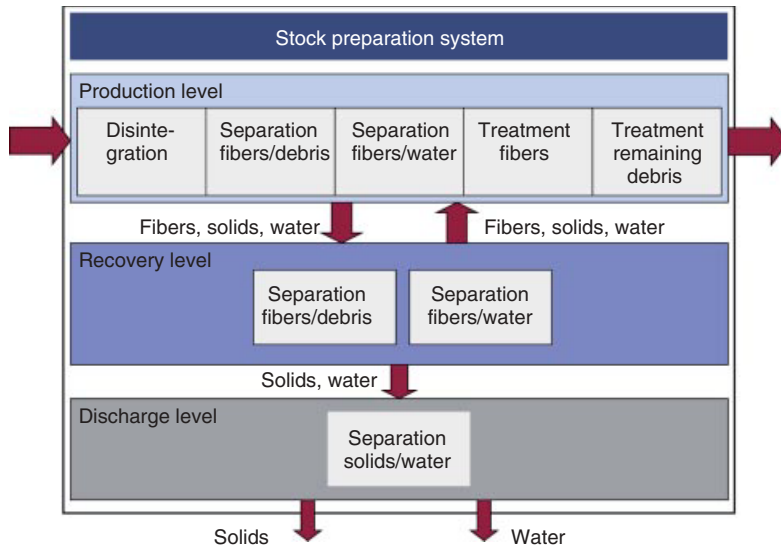 Stock preparation system
Production level
Disinte-
gration
Separation
fibers/debris
Separation
fibers/water
Treatment
fibers
Treatment
remaining
debris
Fibers, solids, water
Fibers, solids, water
Recovery level
Separation
fibers/debris
Separation
fibers/water
Solids, water
Discharge level
Separation
solids/water
Solids
Water